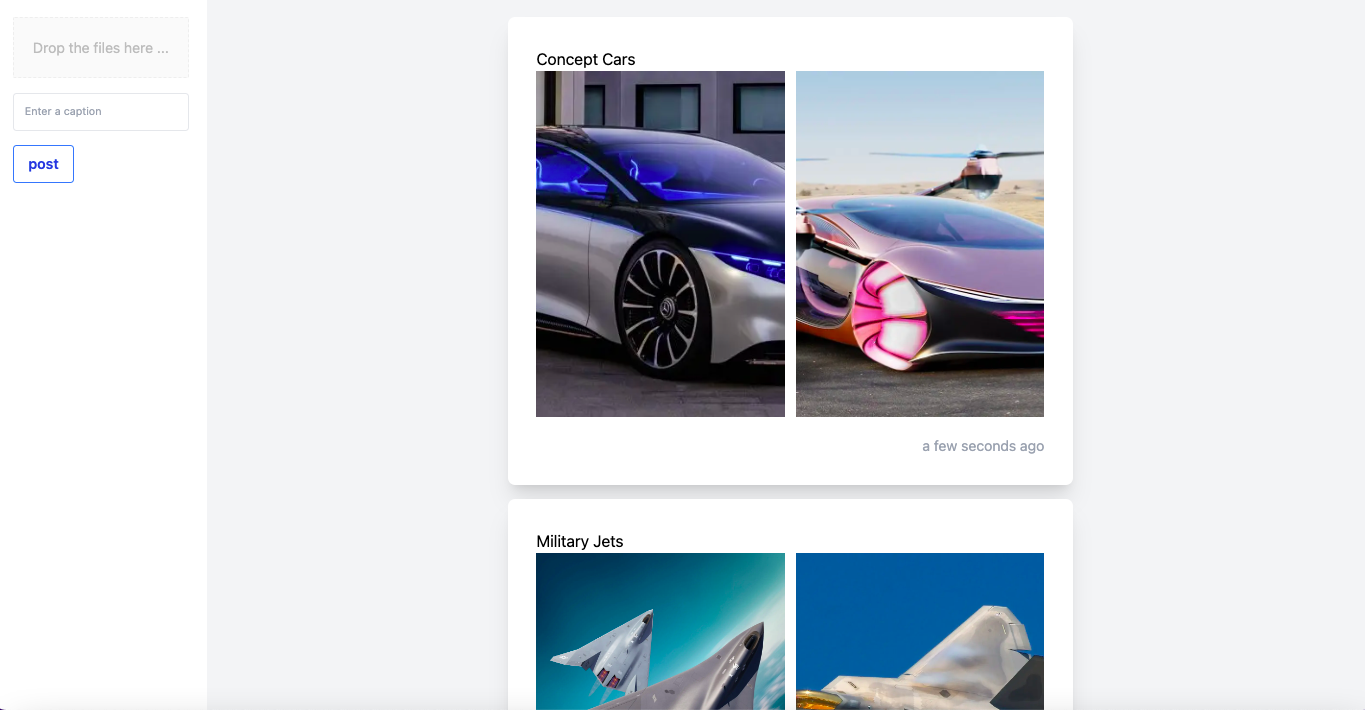 Drop the files here ...
Enter a caption
post
Concept Cars
a few seconds ago
Military Jets